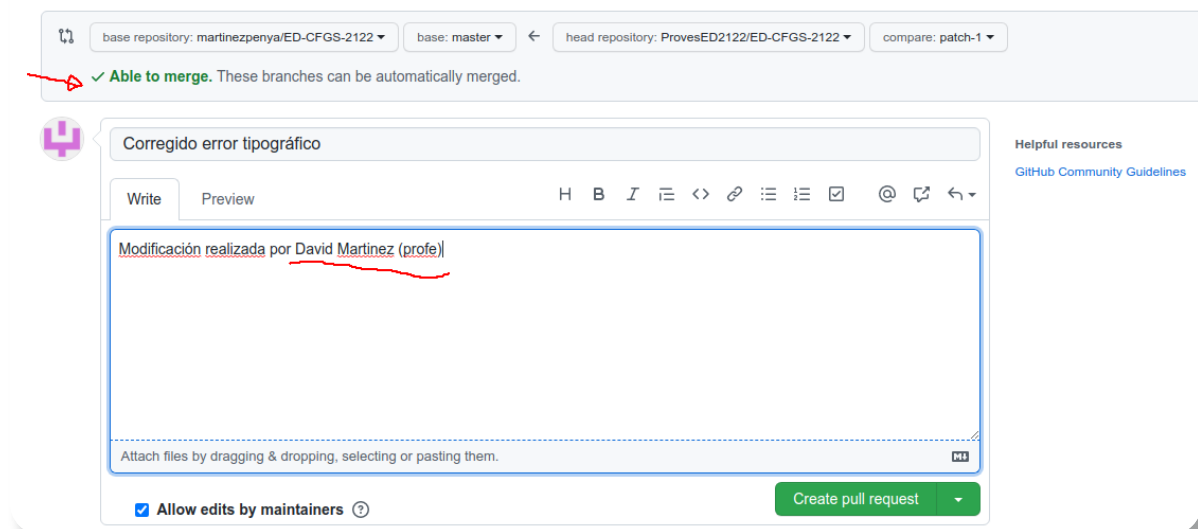 base repository: martinezpenya/ED-CFGS-2122 base: master head repository: ProvesED2122/ED-CFGS-2122 compare: patch-1
Able to merge. These branches can be automatically merged.
Corregido error tipográfico
Helpful resources
GitHub Community Guidelines
Write Preview
Modificación realizada por David Martinez (profe)
Attach files by dragging & dropping, selecting or pasting them.
Allow edits by maintainers
Create pull request